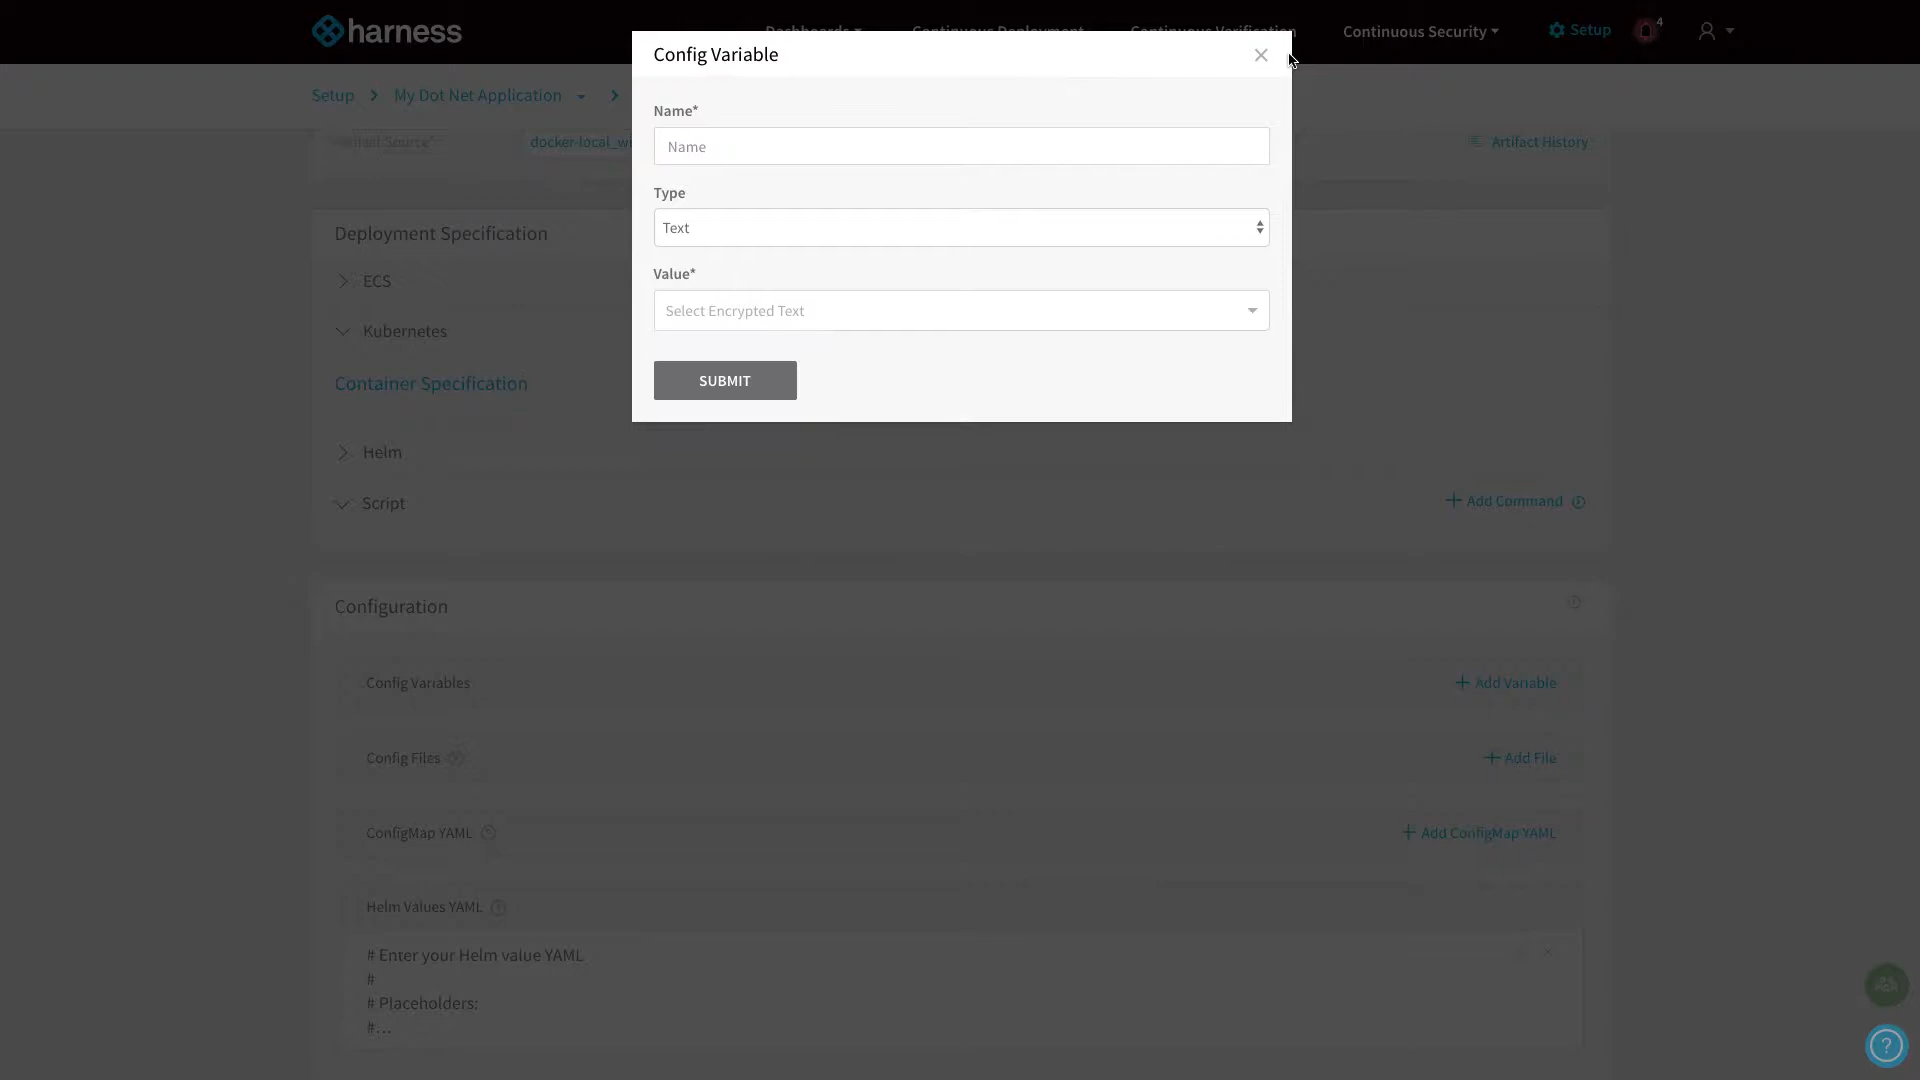 harness
Dashboards
Continuous Deployment
Continuous Verification
Continuous Security
Setup
4
Config Variable
Setup
My Dot Net Application
Name*
Name
docker-local_wi
Artifact History
Type
Text
Deployment Specification
Value*
ECS
Select Encrypted Text
Kubernetes
SUBMIT
Container Specification
Helm
Script
Add Command
Configuration
Config Variables
Add Variable
Config Files
Add File
ConfigMap YAML
Add ConfigMap YAML
Helm Values YAML
# Enter your Helm value YAML
#
# Placeholders:
#...
?